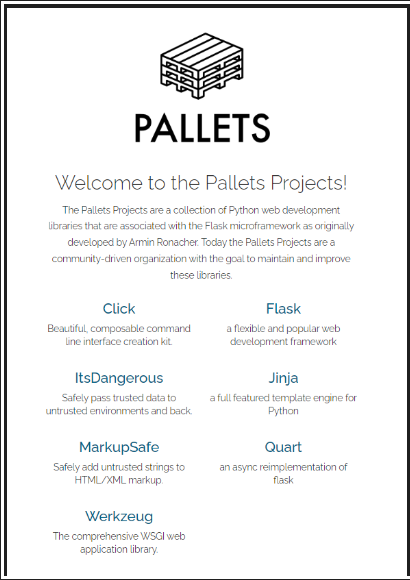 PALLETS
Welcome to the Pallets Projects!
The Pallets Projects are a collection of Python web development
libraries that are associated with the Flask microframework as originally
developed by Armin Ronacher. Today the Pallets Projects are a
community-driven organization with the goal to maintain and improve
these libraries.
Click
Beautiful, composable command
line interface creation kit.
Flask
a flexible and popular web
development framework
ItsDangerous
Safely pass trusted data to
untrusted environments and back.
Jinja
a full featured template engine for
Python
MarkupSafe
Safely add untrusted strings to
HTML/XML markup.
Quart
an async reimplementation of
flask
Werkzeug
The comprehensive WSGI web
application library.